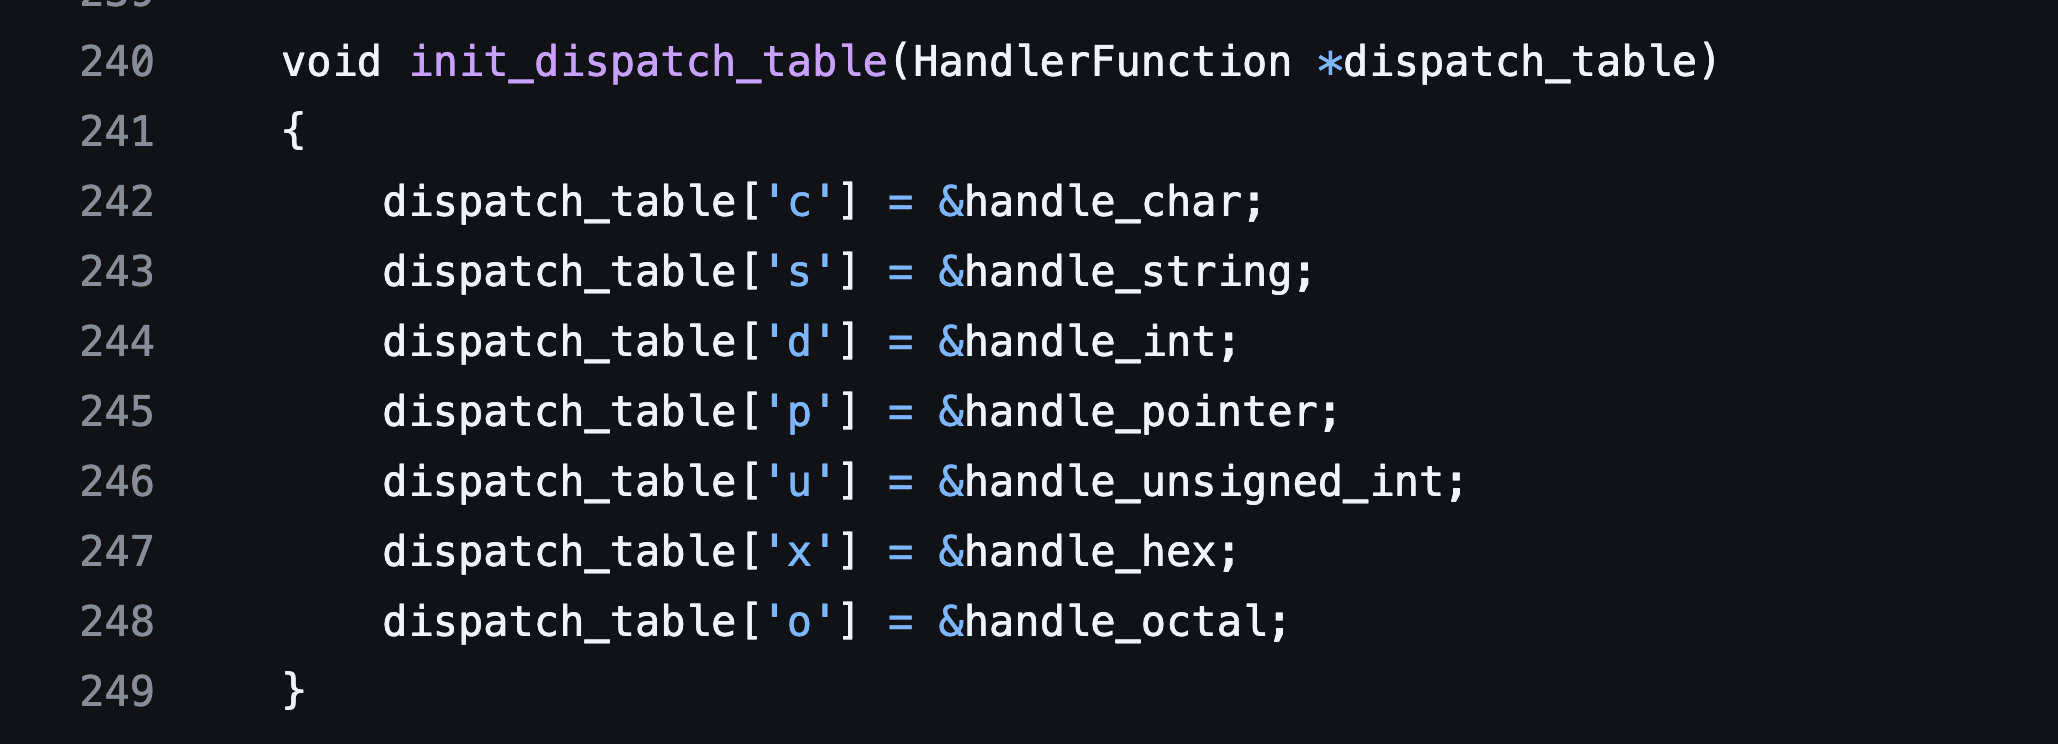 239
240 void init_dispatch_table(HandlerFunction *dispatch_table)
241 {
242 dispatch_table['c'] = &handle_char;
243 dispatch_table['s'] = &handle_string;
244 dispatch_table['d'] = &handle_int;
245 dispatch_table['p'] = &handle_pointer;
246 dispatch_table['u'] = &handle_unsigned_int;
247 dispatch_table['x'] = &handle_hex;
248 dispatch_table['o'] = &handle_octal;
249 }